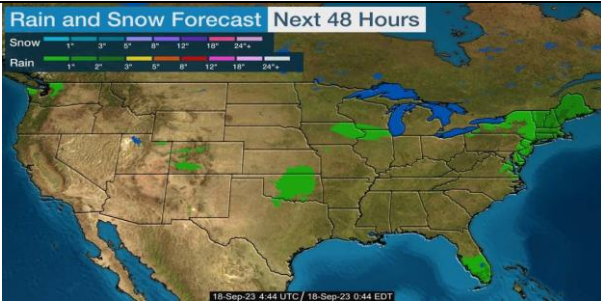 Rain and Snow Forecast Next 48 Hours
Snow 1" 3" 5" 8" 12" 18" 24"+
Rain 1" 2" 3" 5" 8" 12" 18" 24"+
18-Sep-23 4:44 UTC / 18-Sep-23 0:44 EDT